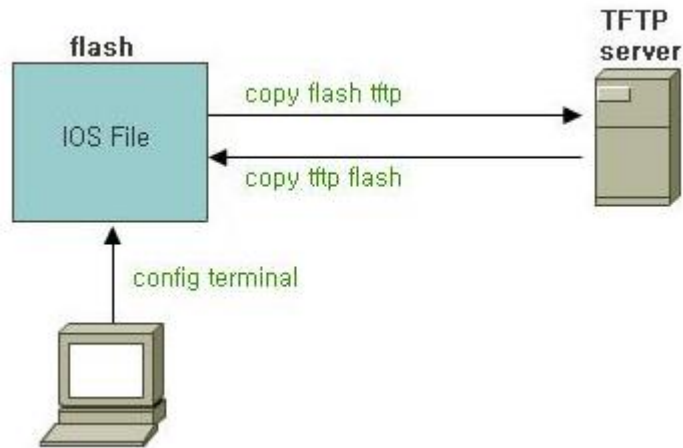 flash
TFTP
server
copy flash tftp
IOS File
copy tftp flash
config terminal